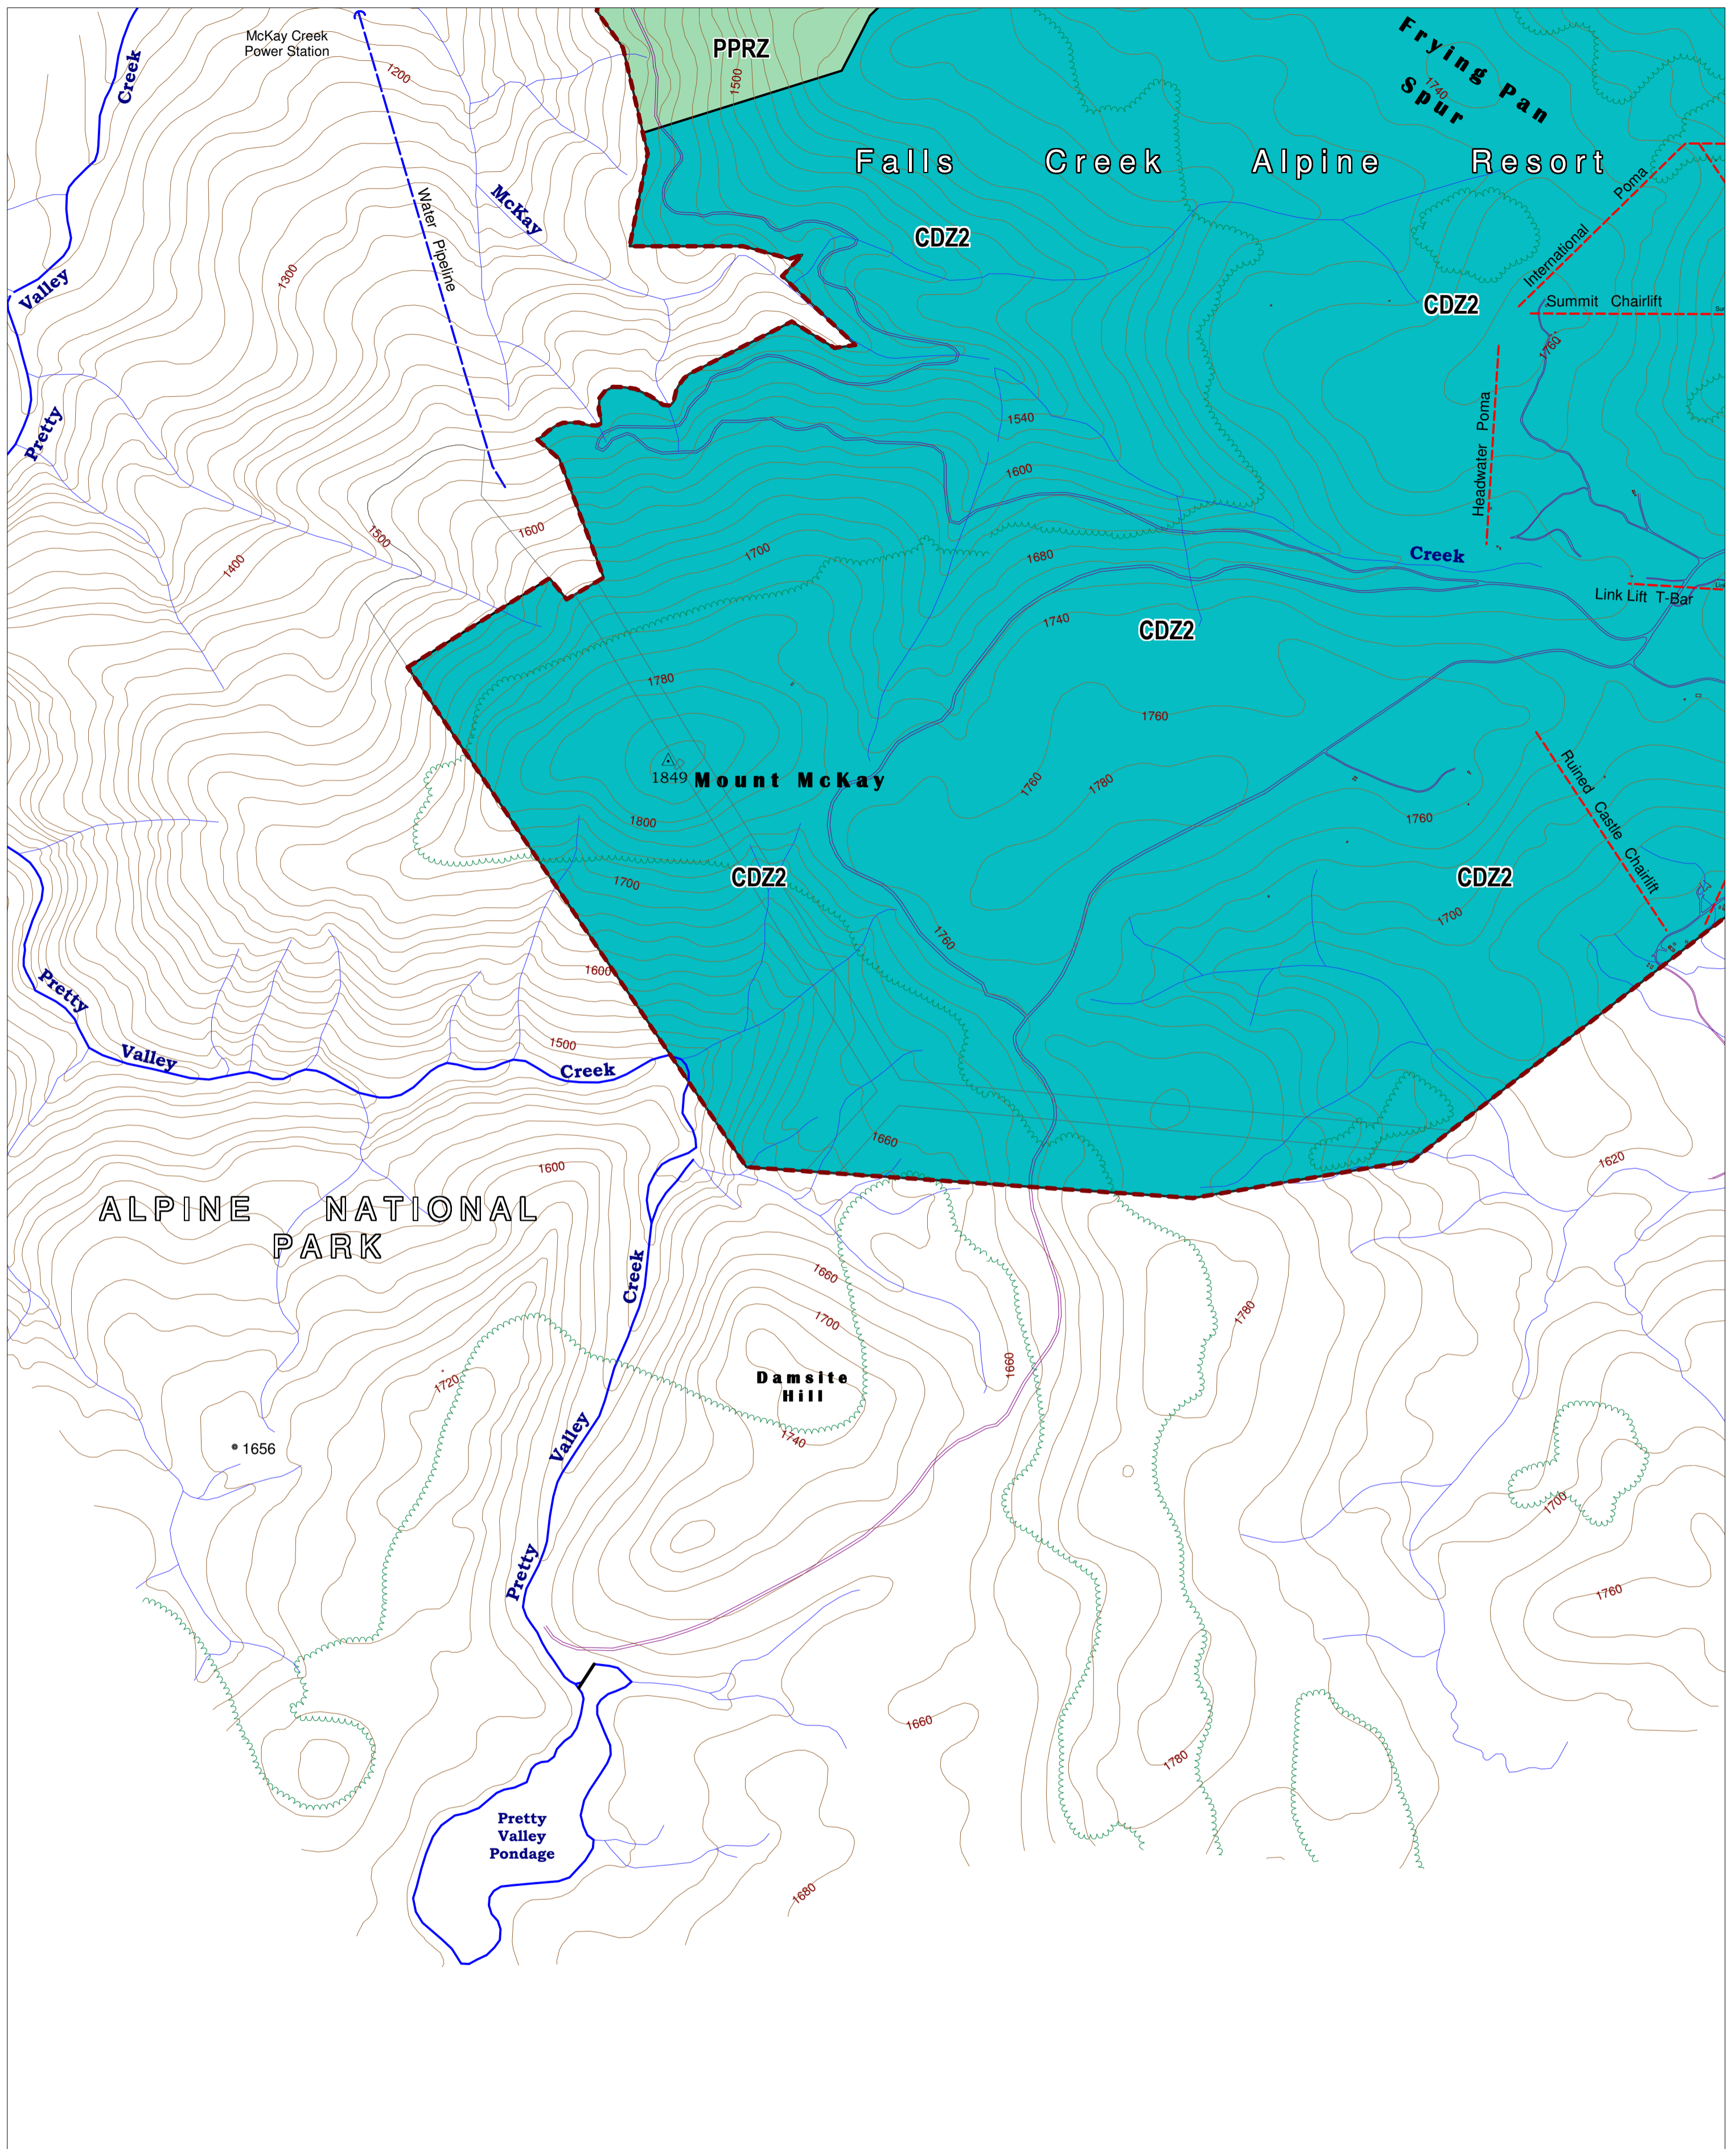 McKay Creek
Power Station
Creek
1200
PPRZ
1500
Frying Pan
Spur
1740
Falls Creek Alpine Resort
Poma
International
McKay
Water Pipeline
CDZ2
1300
Valley
CDZ2
Summit Chairlift
1760
Pretty
1540
Headwater Poma
1600
1500
1600
1400
1700
1680
Creek
Link Lift T-Bar
1740
CDZ2
1780
1760
1849
Mount McKay
1760
1780
Ruined Castle Chairlift
1800
1760
CDZ2
1700
CDZ2
1700
1760
1600
Pretty
Valley
1500
Creek
1660
1600
1620
ALPINE NATIONAL
PARK
Creek
1660
1700
1780
1660
Damsite
Hill
1720
1740
Valley
1656
1700
Pretty
1760
1660
1780
Pretty
Valley
Pondage
1680